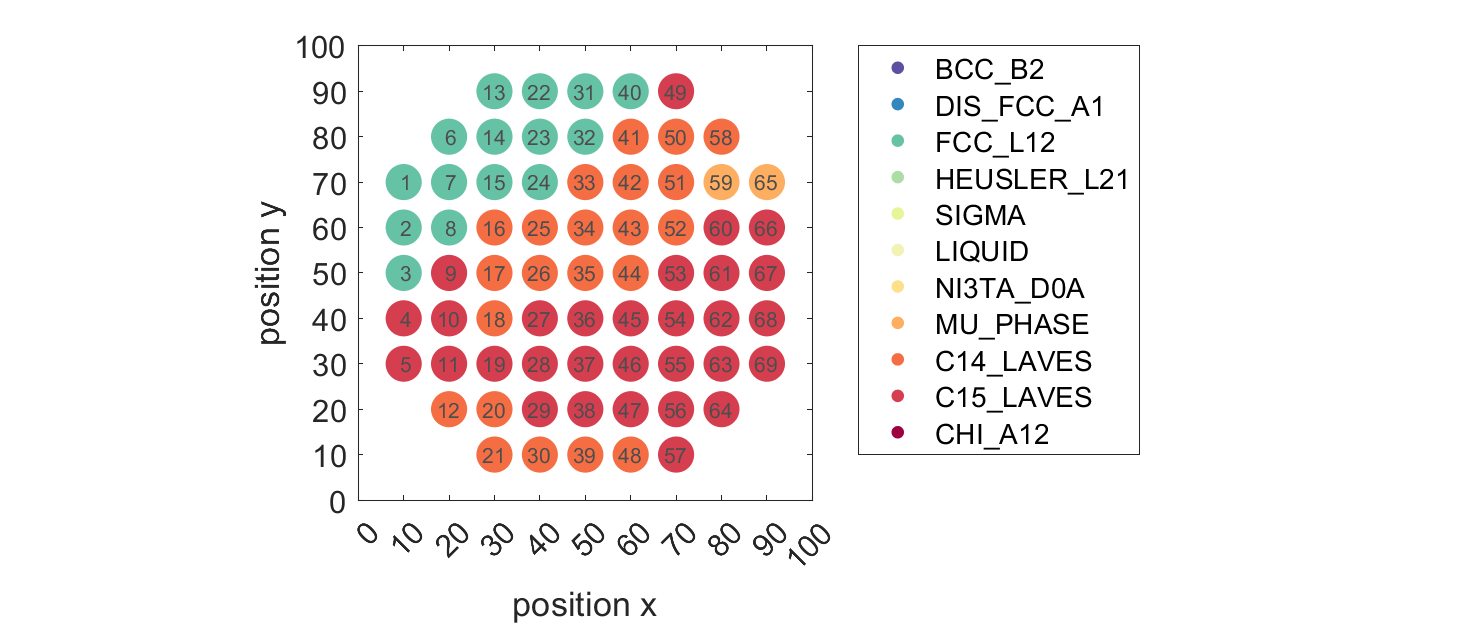 100
90 13 22 31 40 49
80 6 14 23 32 41 50 58
70 1 7 15 24 33 42 51 59 65
60 2 8 16 25 34 43 52 60 66
50 3 9 17 26 35 44 53 61 67
40 4 10 18 27 36 45 54 62 68
30 5 11 19 28 37 46 55 63 69
20 12 20 29 38 47 56 64
10 21 30 39 48 57
0
0 10 20 30 40 50 60 70 80 90 100
position x
position y
BCC_B2
DIS_FCC_A1
FCC_L12
HEUSLER_L21
SIGMA
LIQUID
NI3TA_D0A
MU_PHASE
C14_LAVES
C15_LAVES
CHI_A12